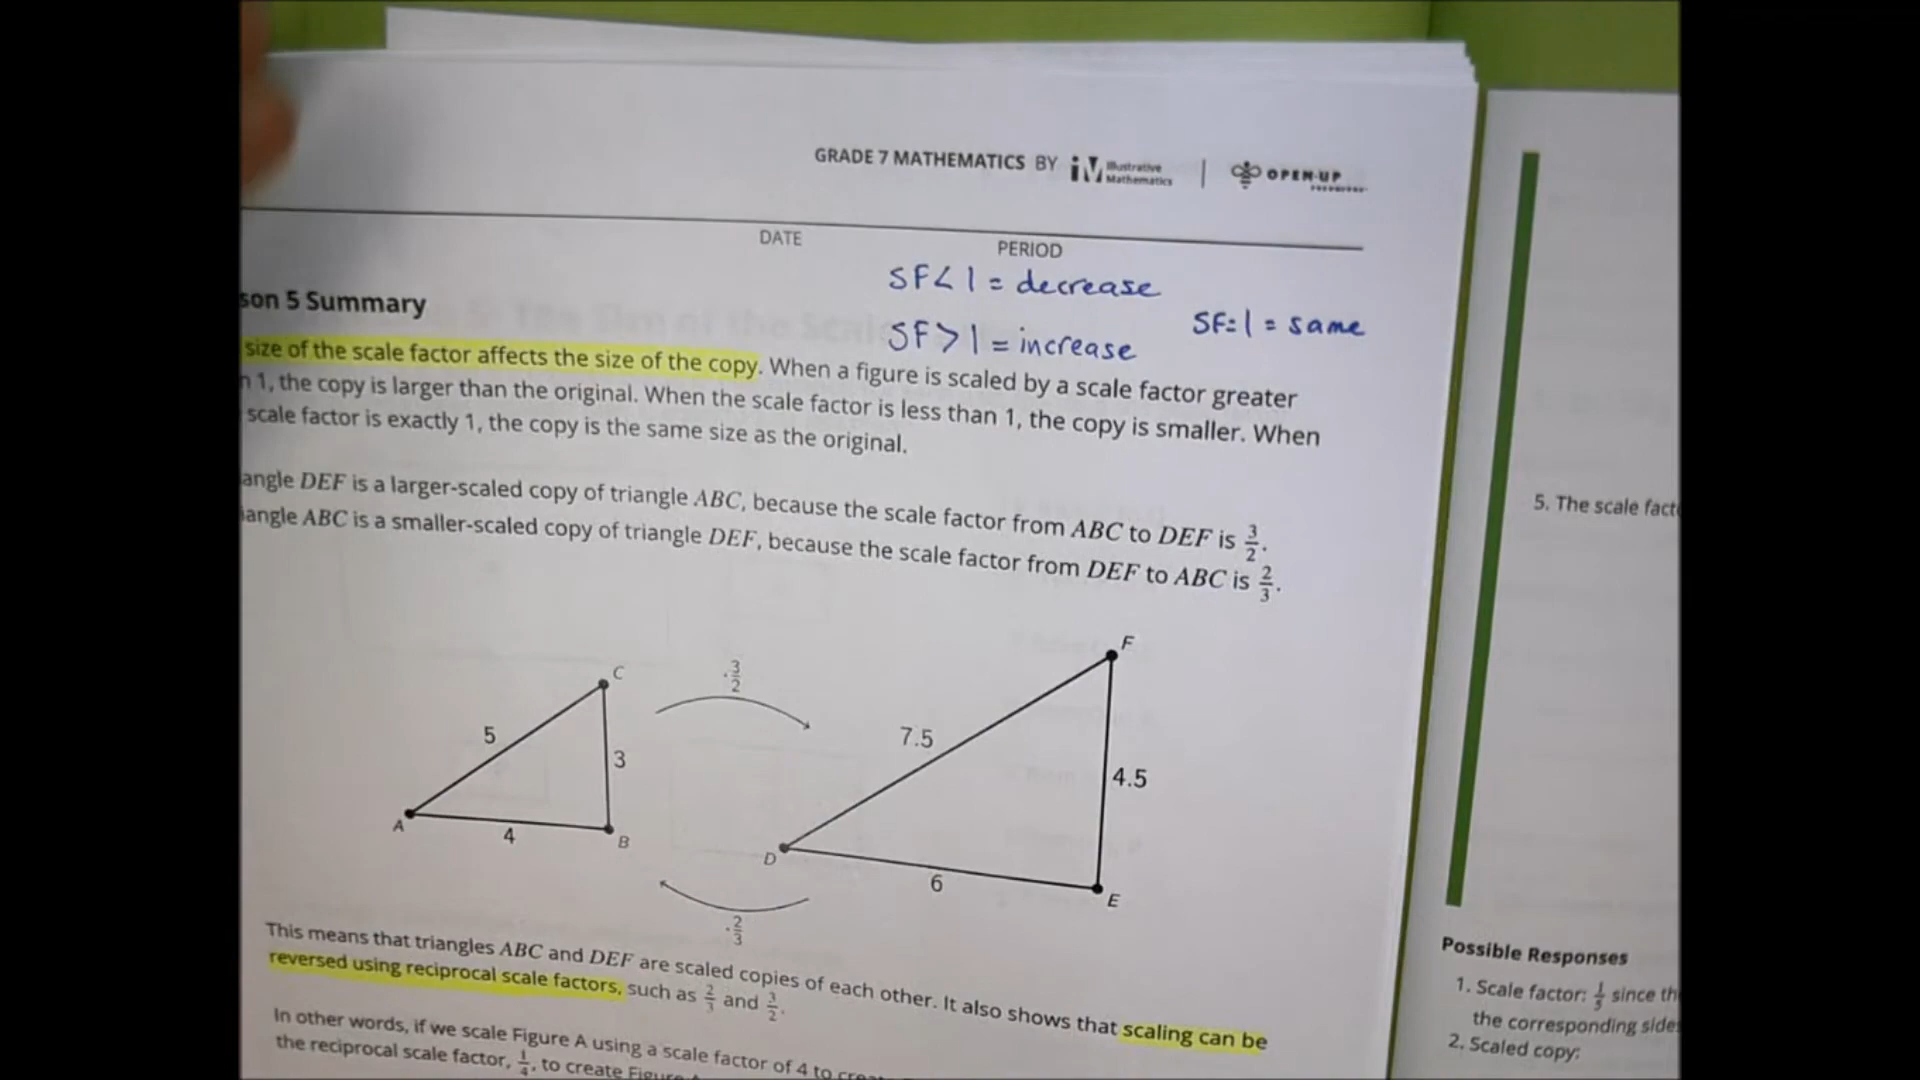 GRADE 7 MATHEMATICS BY Illustrative Mathematics | OPEN-UP
DATE PERIOD
SF<1 = decrease
SF>1 = increase
SF=1 = same
son 5 Summary
size of the scale factor affects the size of the copy. When a figure is scaled by a scale factor greater
n 1, the copy is larger than the original. When the scale factor is less than 1, the copy is smaller. When
scale factor is exactly 1, the copy is the same size as the original.
angle DEF is a larger-scaled copy of triangle ABC, because the scale factor from ABC to DEF is 3/2.
iangle ABC is a smaller-scaled copy of triangle DEF, because the scale factor from DEF to ABC is 2/3.
C
5
3
A
4
B
· 3/2
F
7.5
4.5
D
6
E
· 2/3
This means that triangles ABC and DEF are scaled copies of each other. It also shows that scaling can be
reversed using reciprocal scale factors, such as 2/3 and 3/2.
In other words, if we scale Figure A using a scale factor of 4 to
the reciprocal scale factor, 1/4, to create
5. The scale fact
Possible Responses
1. Scale factor: 1/5 since th
the corresponding side
2. Scaled copy: